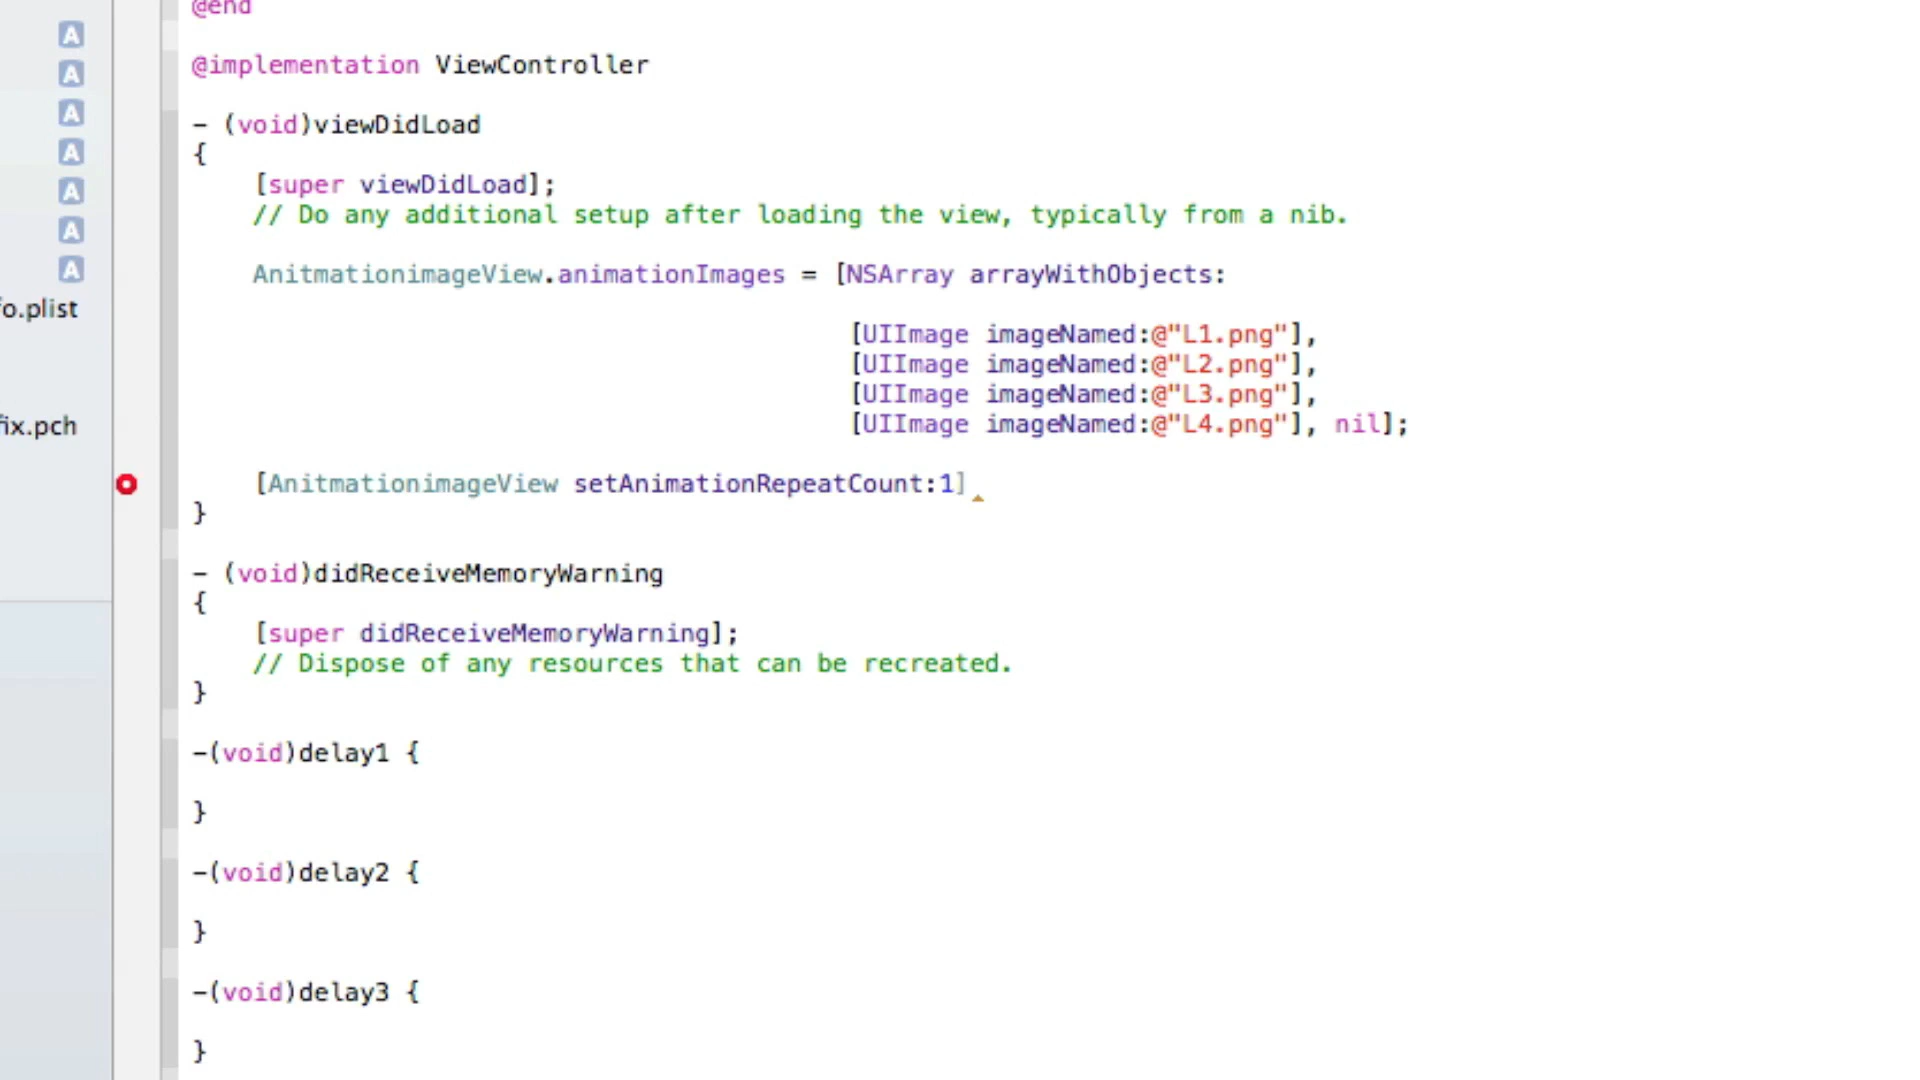 @end
A
@implementation ViewController
A
A
- (void)viewDidLoad
{
A
[super viewDidLoad];
A
// Do any additional setup after loading the view, typically from a nib.
A
AnitmationimageView.animationImages = [NSArray arrayWithObjects:
A
fo.plist
[UIImage imageNamed:@"L1.png"],
[UIImage imageNamed:@"L2.png"],
[UIImage imageNamed:@"L3.png"],
[UIImage imageNamed:@"L4.png"], nil];
fix.pch
[AnitmationimageView setAnimationRepeatCount:1]
}
- (void)didReceiveMemoryWarning
{
[super didReceiveMemoryWarning];
// Dispose of any resources that can be recreated.
}
-(void)delay1 {
}
-(void)delay2 {
}
-(void)delay3 {
}